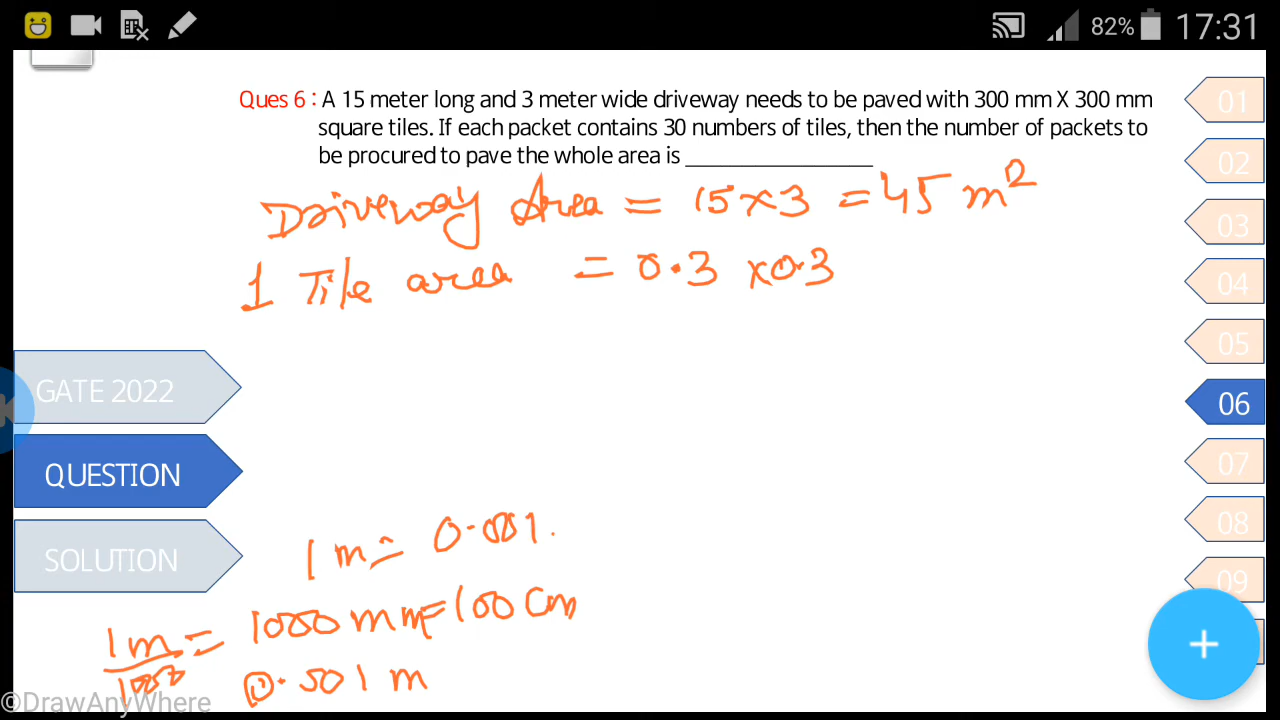 82% 17:31
Ques 6 : A 15 meter long and 3 meter wide driveway needs to be paved with 300 mm X 300 mm
square tiles. If each packet contains 30 numbers of tiles, then the number of packets to
be procured to pave the whole area is _______________
Driveway Area = 15×3 = 45 m²
1 Tile area = 0.3 ×0.3
01
02
03
04
05
06
07
08
09
GATE 2022
QUESTION
SOLUTION
1 m = 0.001.
1000 mm = 100 Cm
1m/1000 =
0.001 m
+
©DrawAnyWhere